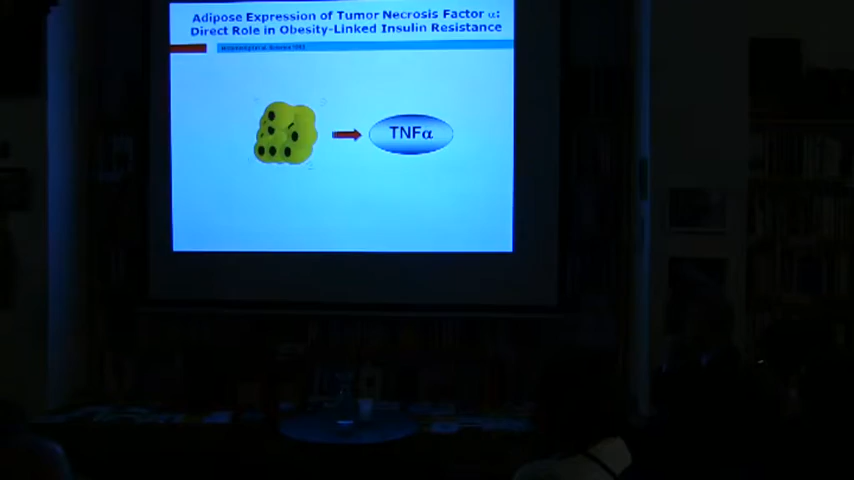 Adipose Expression of Tumor Necrosis Factor α:
Direct Role in Obesity-Linked Insulin Resistance
TNFα